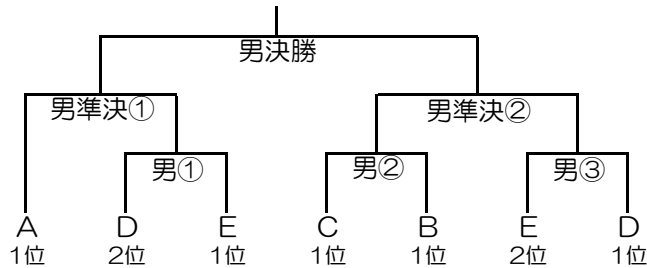 男決勝
男準決① 男準決②
男① 男② 男③
A D E C B E D
1位 2位 1位 1位 1位 2位 1位